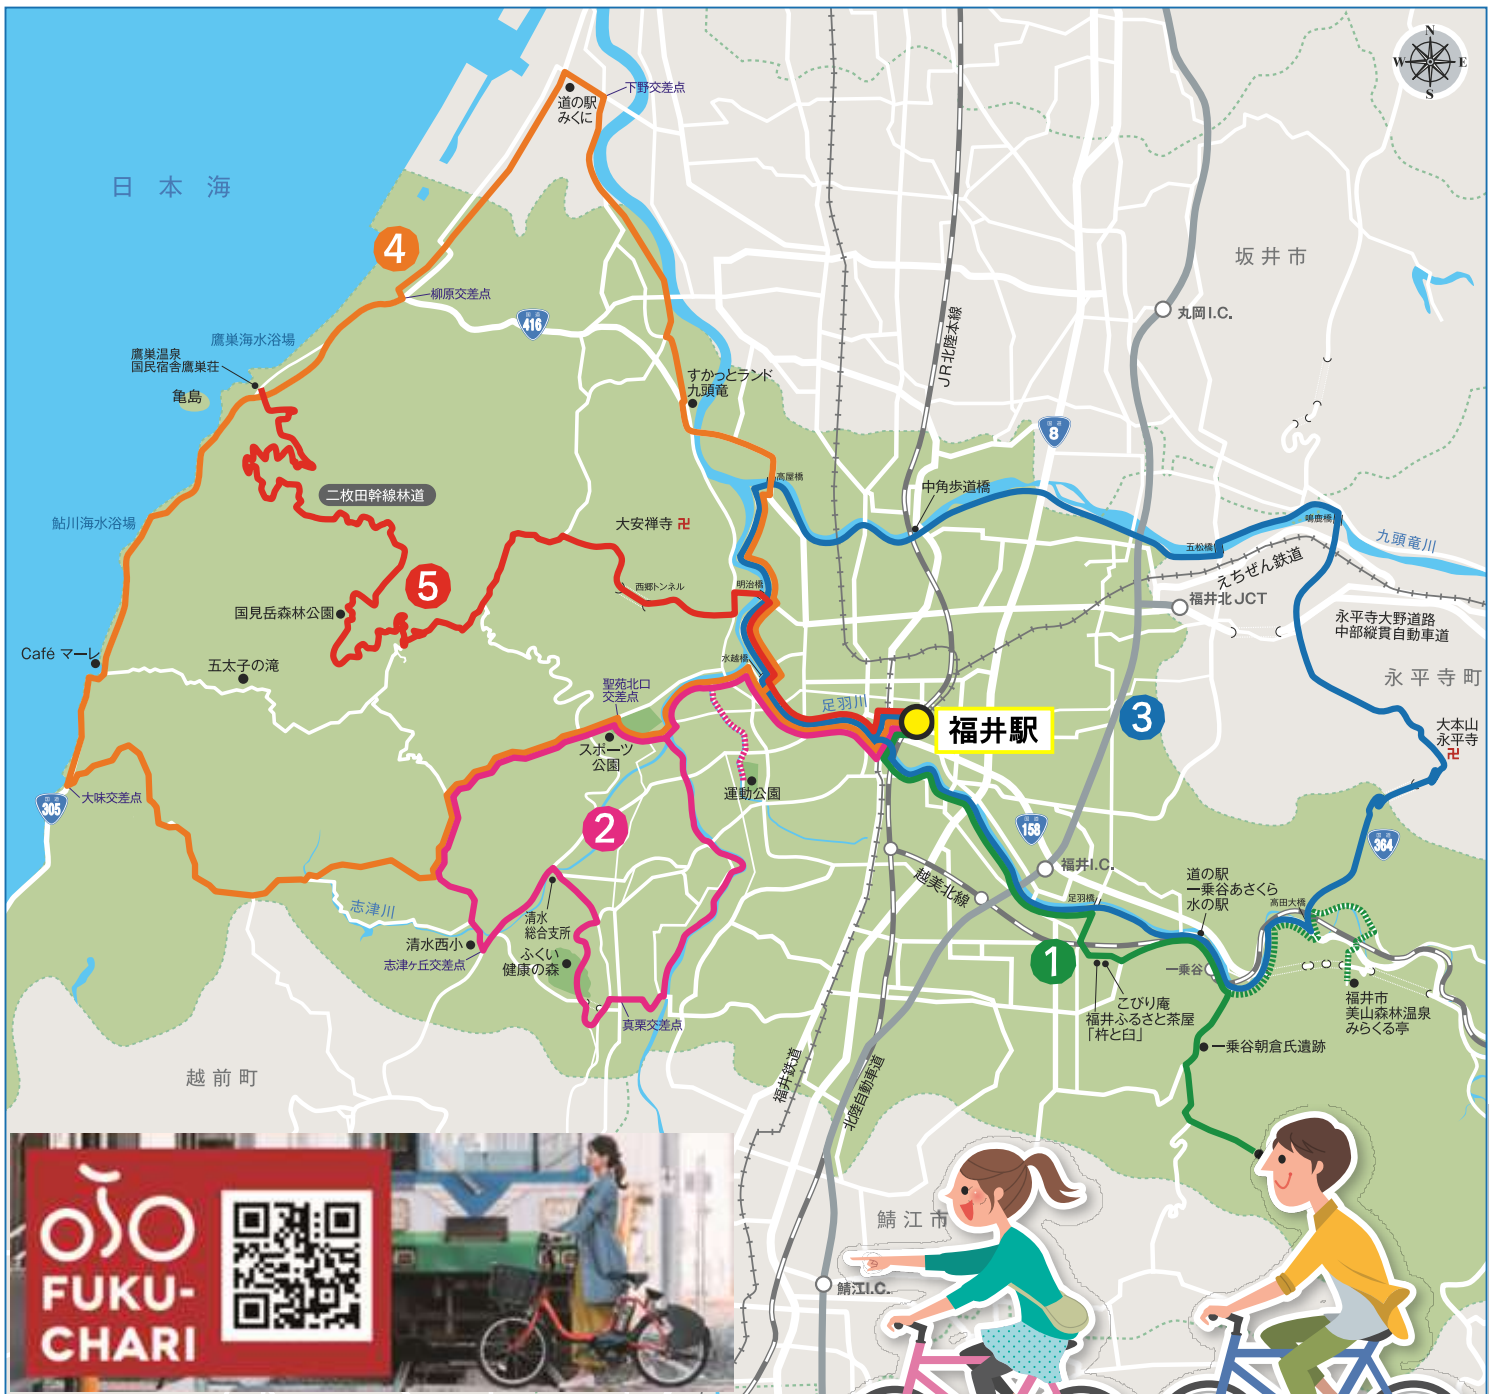 N
W
E
S
下野交差点
道の駅
みくに
日本海
4
坂井市
柳原交差点
国道
416
丸岡I.C.
鷹巣海水浴場
鷹巣温泉
国民宿舎鷹巣荘
亀島
JR北陸本線
すかっとランド
九頭竜
国道
8
高屋橋
中角歩道橋
二枚田幹線林道
鮎川海水浴場
大安禅寺
鳴鹿橋
五松橋
九頭竜川
えちぜん鉄道
5
西郷トンネル
明治橋
国見岳森林公園
福井北JCT
永平寺大野道路
中部縦貫自動車道
Café マーレ
五太子の滝
水越橋
聖苑北口
交差点
足羽川
永平寺町
3
福井駅
大本山
永平寺
スポーツ
公園
運動公園
国道
305
大味交差点
2
国道
158
国道
364
福井I.C.
越美北線
道の駅
一乗谷あさくら
水の駅
足羽橋
高田大橋
志津川
清水
総合支所
清水西小
志津ヶ丘交差点
ふくい
健康の森
1
一乗谷
こびり庵
福井ふるさと茶屋
「杵と臼」
福井市
美山森林温泉
みらくる亭
真栗交差点
一乗谷朝倉氏遺跡
越前町
福井鉄道
北陸自動車道
鯖江市
鯖江I.C.
FUKU-
CHARI